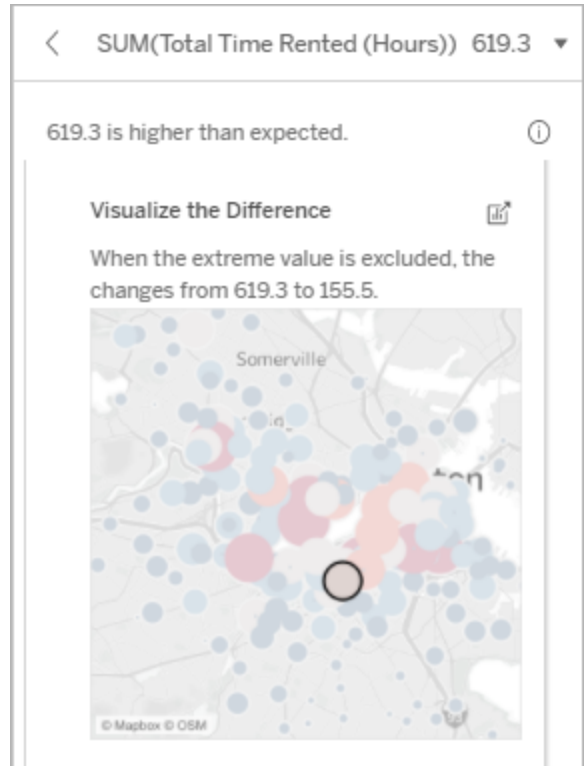 SUM(Total Time Rented (Hours)) 619.3
619.3 is higher than expected.
Visualize the Difference
When the extreme value is excluded, the
changes from 619.3 to 155.5.
Somerville
© Mapbox © OSM